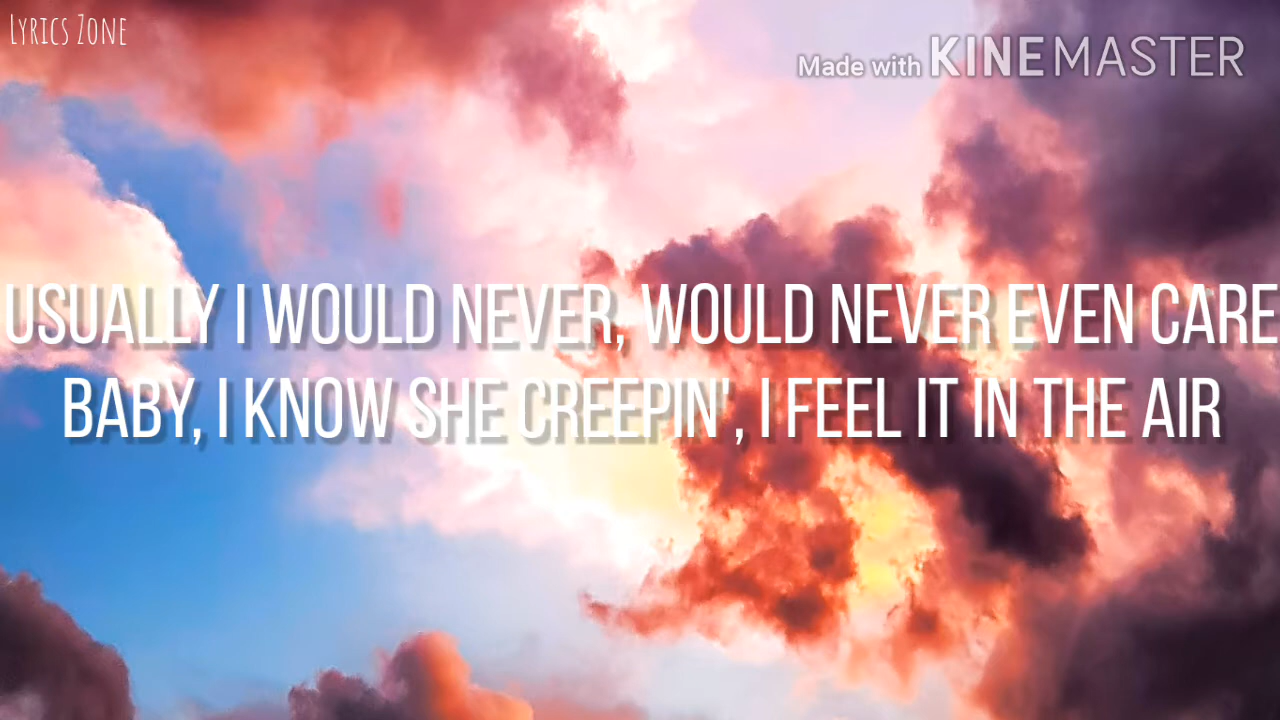 LYRICS ZONE
Made with KINEMASTER
USUALLY I WOULD NEVER, WOULD NEVER EVEN CARE
BABY, I KNOW SHE CREEPIN', I FEEL IT IN THE AIR